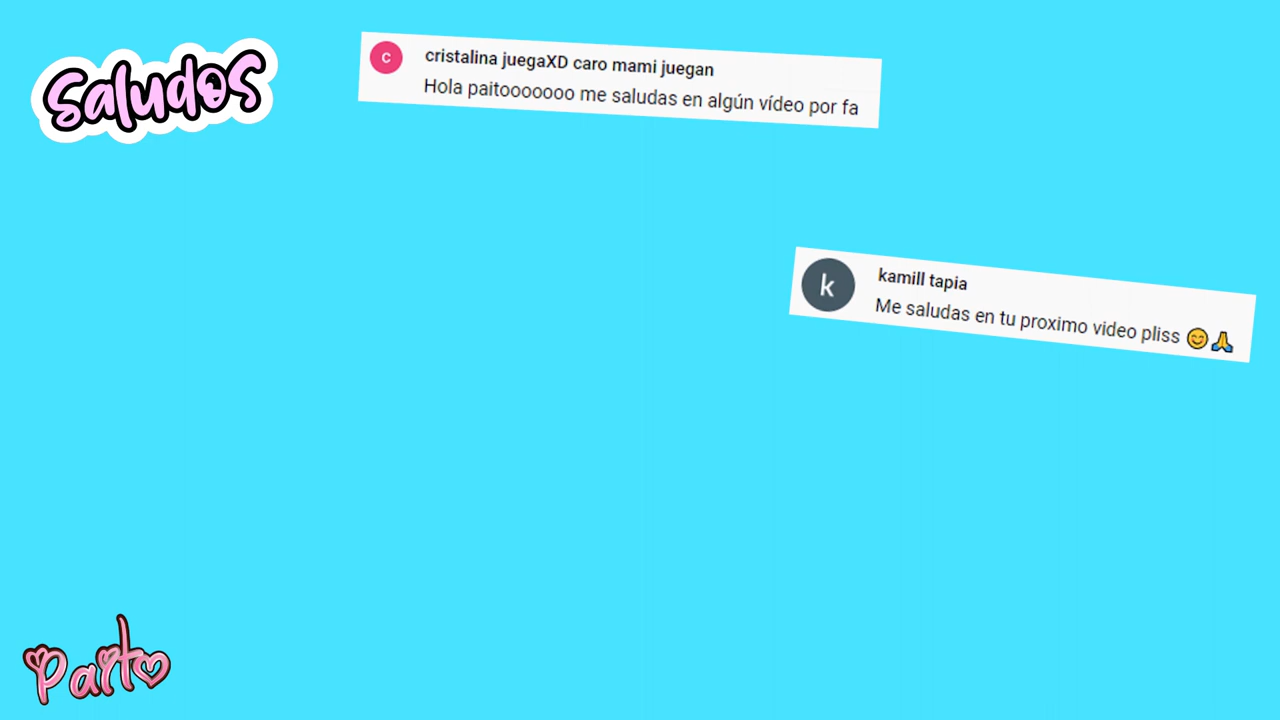 Saludos
c
cristalina juegaXD caro mami juegan
Hola paitooooooo me saludas en algún vídeo por fa
k
kamill tapia
Me saludas en tu proximo video pliss 😊🙏
Paito